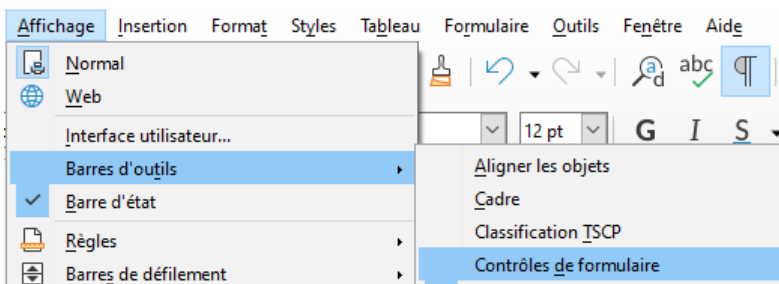 Affichage Insertion Format Styles Tableau Formulaire Outils Fenêtre Aide
Normal
Web
abc
¶
Interface utilisateur...
12 pt
G I S
Barres d'outils
Aligner les objets
Barre d'état
Cadre
Classification TSCP
Règles
Contrôles de formulaire
Barres de défilement